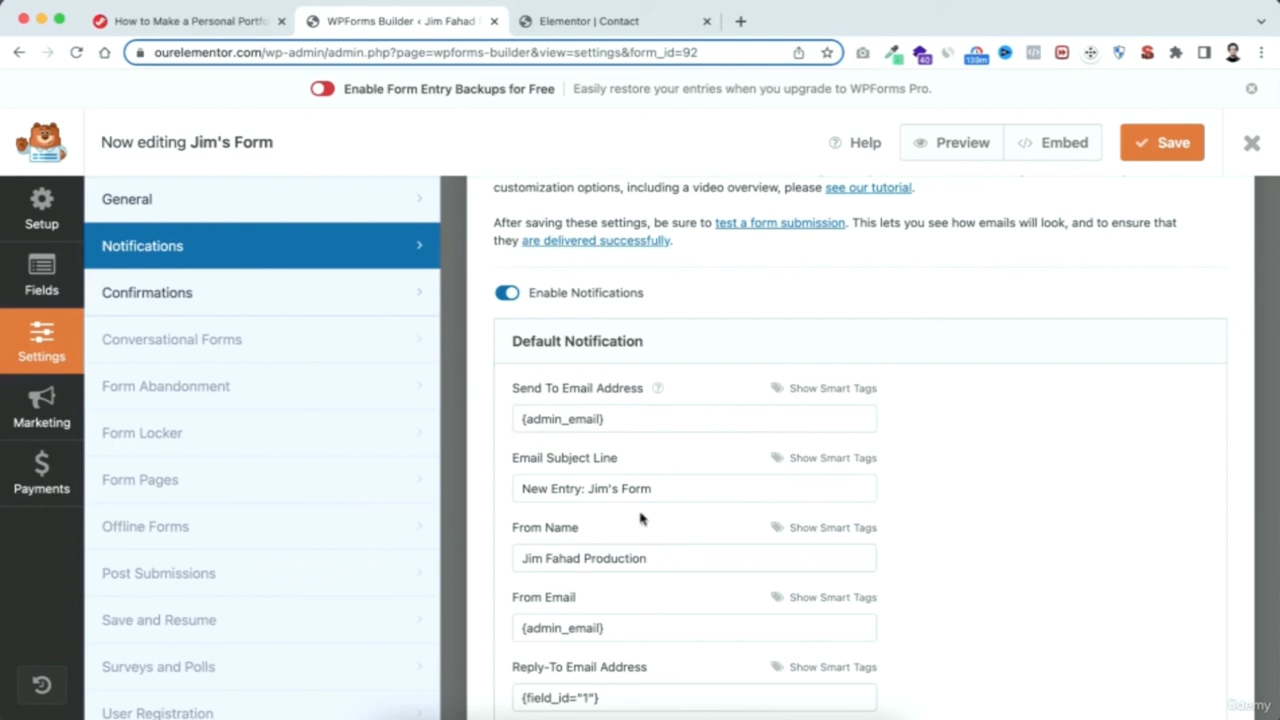 How to Make a Personal Portfo
WPForms Builder ‹ Jim Fahad
Elementor | Contact
ourelementor.com/wp-admin/admin.php?page=wpforms-builder&view=settings&form_id=92
40
139m
Enable Form Entry Backups for Free
Easily restore your entries when you upgrade to WPForms Pro.
Now editing Jim's Form
Help
Preview
Embed
Save
Setup
Fields
Settings
Marketing
Payments
General
Notifications
Confirmations
Conversational Forms
Form Abandonment
Form Locker
Form Pages
Offline Forms
Post Submissions
Save and Resume
Surveys and Polls
User Registration
customization options, including a video overview, please see our tutorial.
After saving these settings, be sure to test a form submission. This lets you see how emails will look, and to ensure that
they are delivered successfully.
Enable Notifications
Default Notification
Send To Email Address
Show Smart Tags
{admin_email}
Email Subject Line
Show Smart Tags
New Entry: Jim's Form
From Name
Show Smart Tags
Jim Fahad Production
From Email
Show Smart Tags
{admin_email}
Reply-To Email Address
Show Smart Tags
{field_id="1"}
Udemy